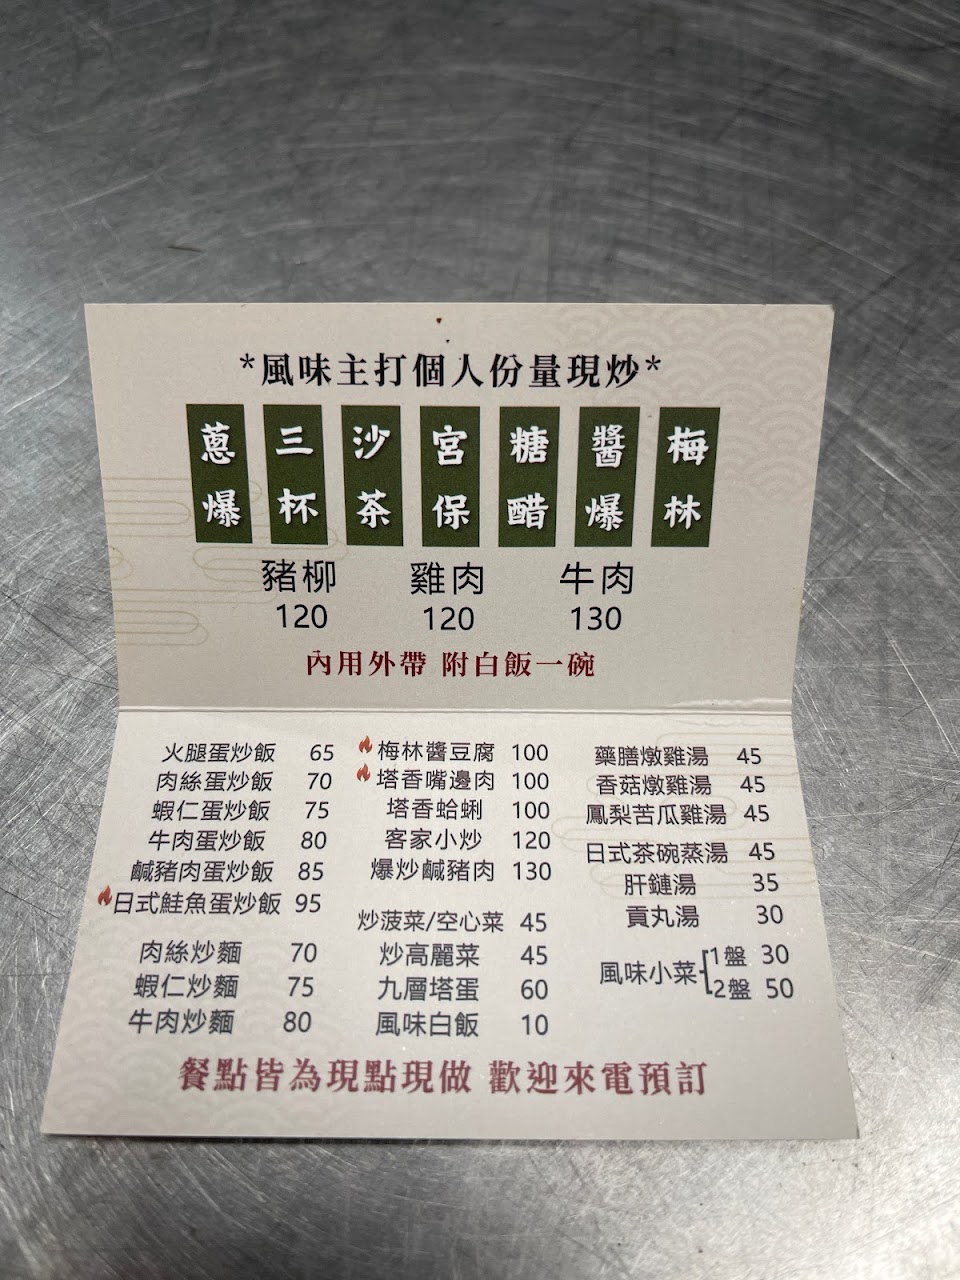 *風味主打個人份量現炒*
蔥爆 三杯 沙茶 宮保 糖醋 醬爆 梅林
豬柳 雞肉 牛肉
120 120 130
內用外帶 附白飯一碗
火腿蛋炒飯 65
肉絲蛋炒飯 70
蝦仁蛋炒飯 75
牛肉蛋炒飯 80
鹹豬肉蛋炒飯 85
日式鮭魚蛋炒飯 95
肉絲炒麵 70
蝦仁炒麵 75
牛肉炒麵 80
梅林醬豆腐 100
塔香嘴邊肉 100
塔香蛤蜊 100
客家小炒 120
爆炒鹹豬肉 130
炒菠菜/空心菜 45
炒高麗菜 45
九層塔蛋 60
風味白飯 10
藥膳燉雞湯 45
香菇燉雞湯 45
鳳梨苦瓜雞湯 45
日式茶碗蒸湯 45
肝鏈湯 35
貢丸湯 30
風味小菜 1盤 30
2盤 50
餐點皆為現點現做 歡迎來電預訂